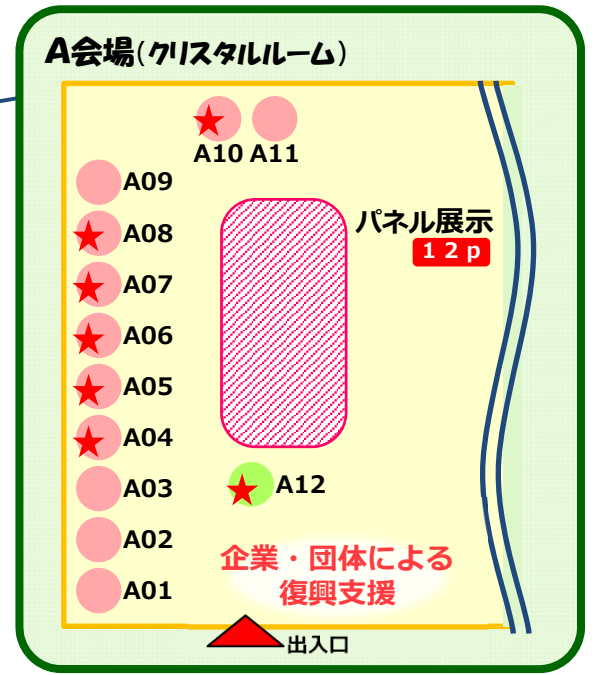 A会場(クリスタルルーム)
A10 A11
A09
A08
パネル展示
12p
A07
A06
A05
A04
A03
A12
A02
企業・団体による
復興支援
A01
出入口